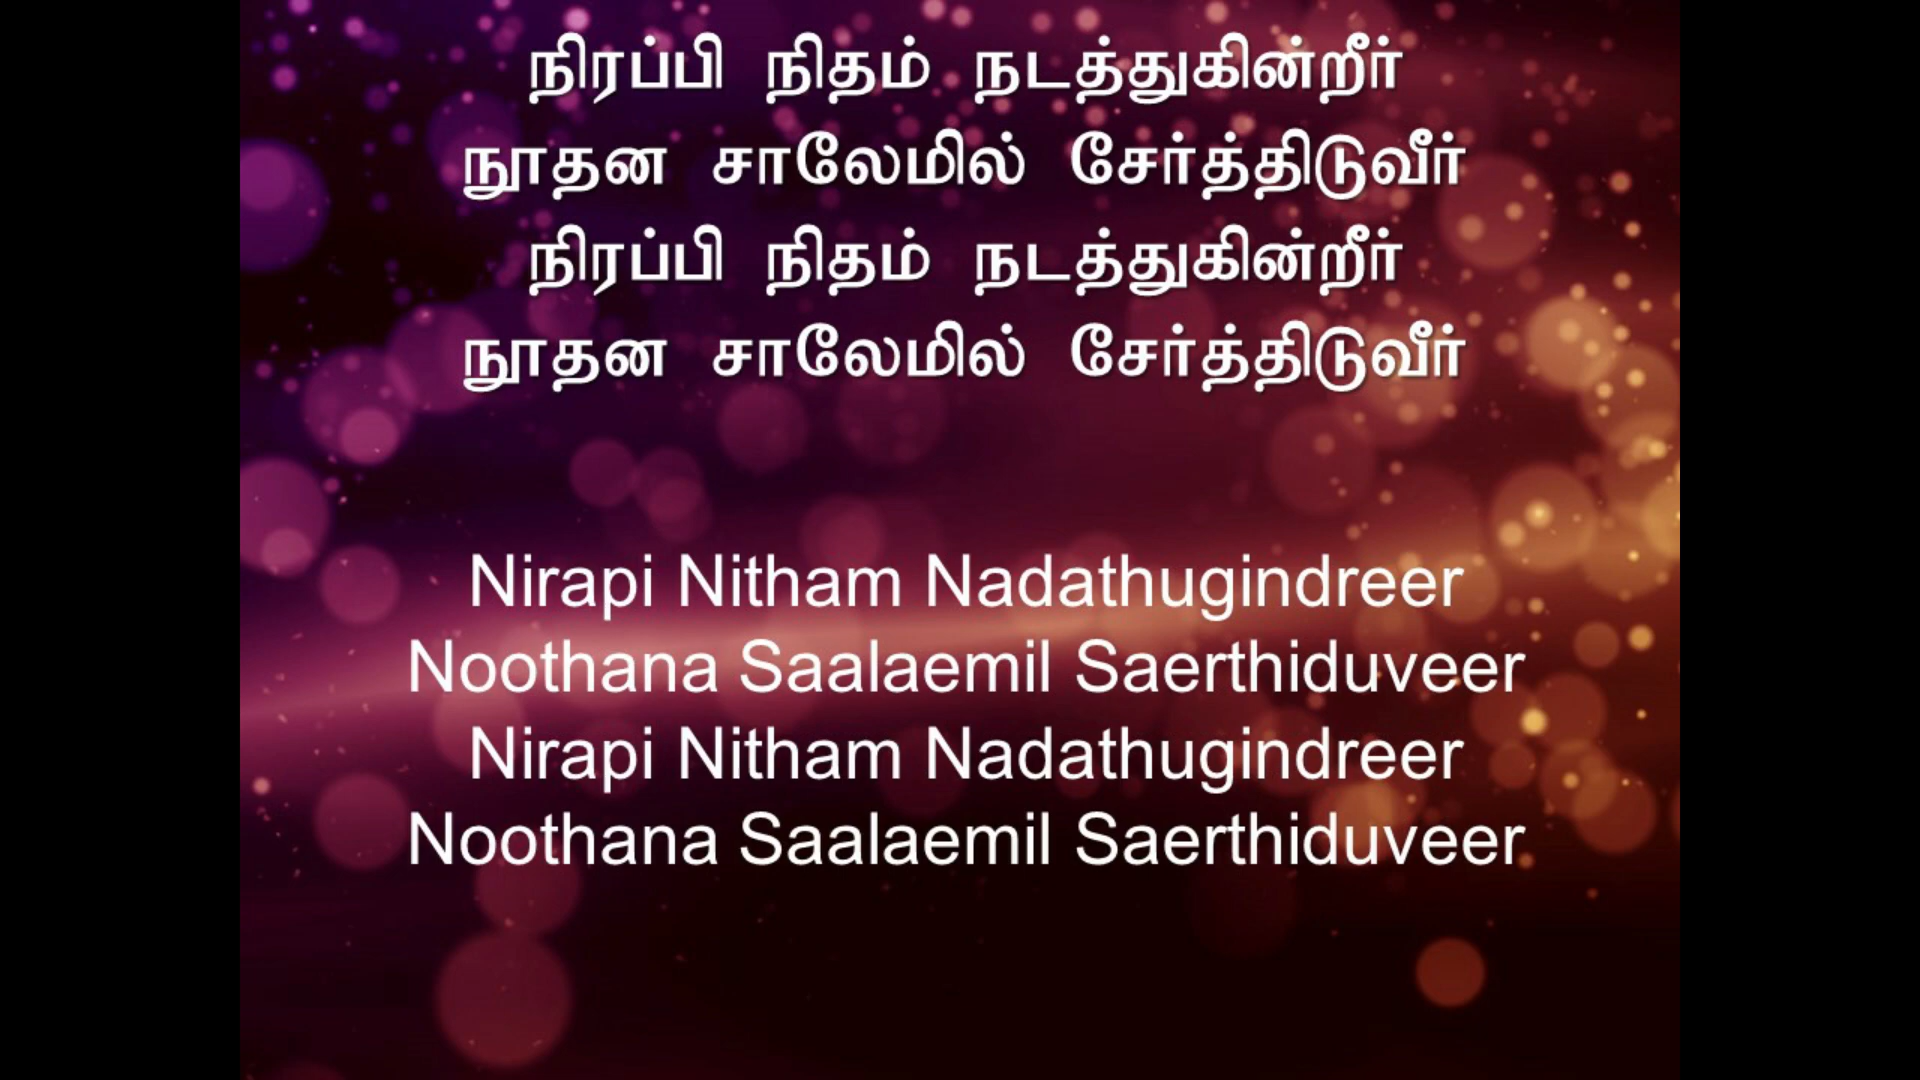 நிரப்பி நிதம் நடத்துகின்றீர்
நூதன சாலேமில் சேர்த்திடுவீர்
நிரப்பி நிதம் நடத்துகின்றீர்
நூதன சாலேமில் சேர்த்திடுவீர்
Nirapi Nitham Nadathugindreer
Noothana Saalaemil Saerthiduveer
Nirapi Nitham Nadathugindreer
Noothana Saalaemil Saerthiduveer